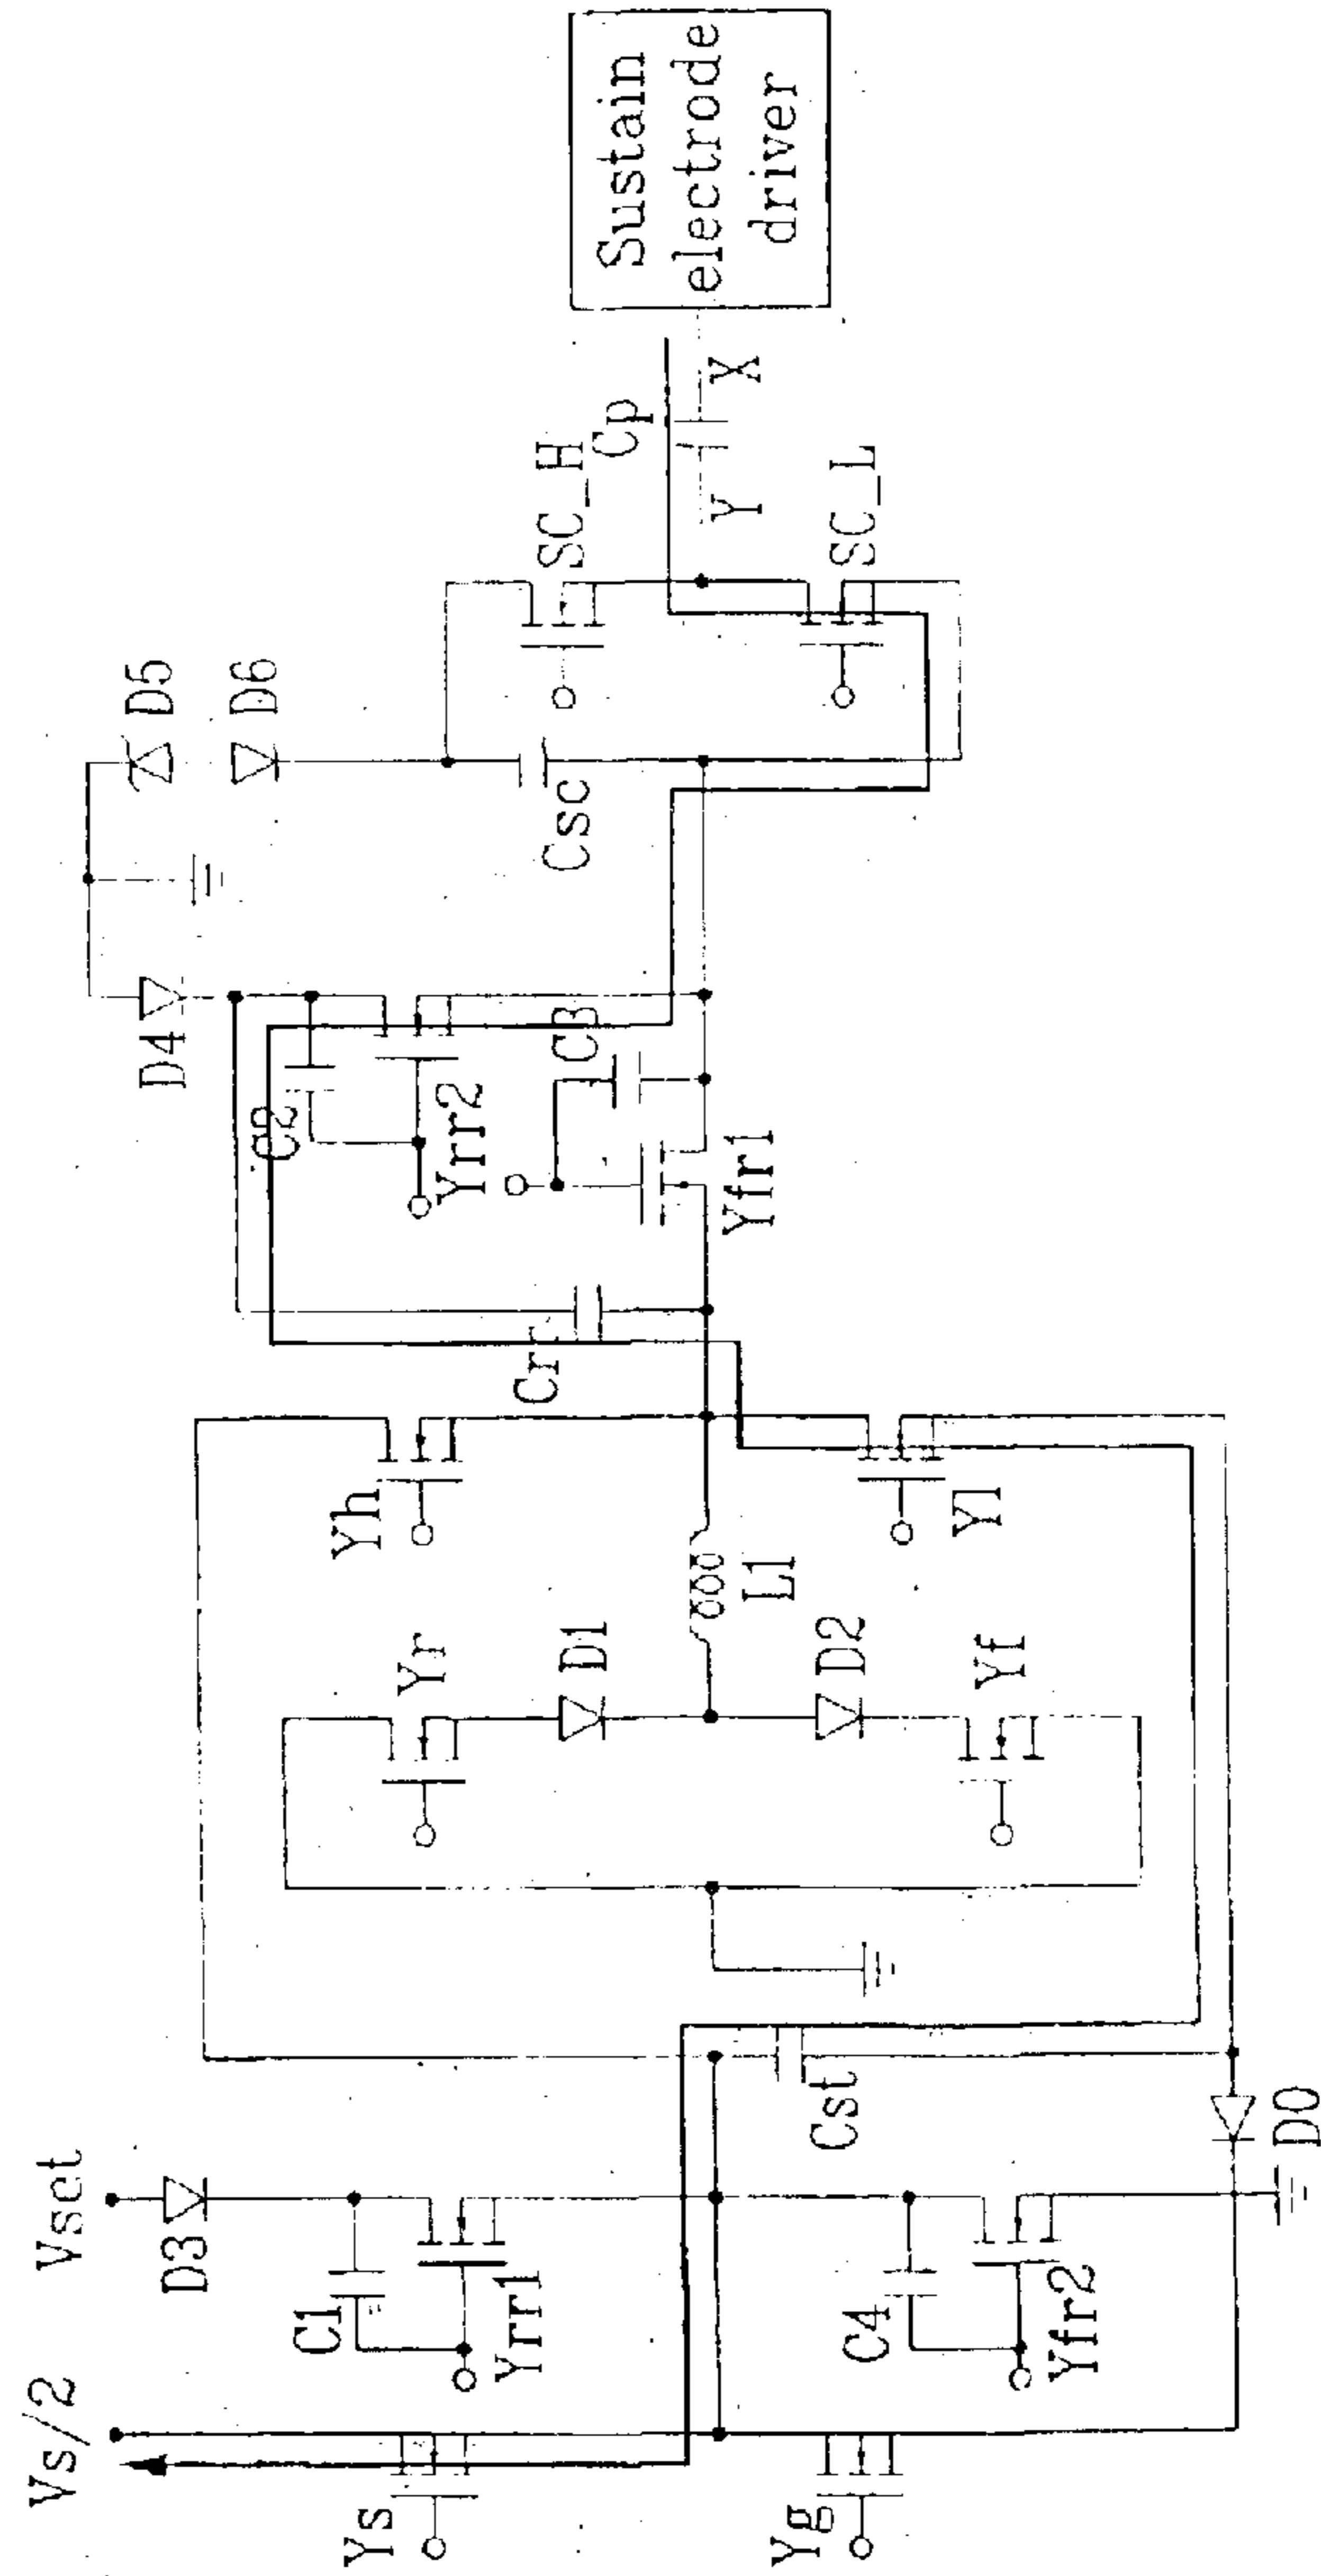 Vs/2
Vset
Ys
Yg
D3
C1
Yrr1
C4
Yfr2
D0
Cst
Yr
D1
D2
Yf
L1
Yh
Yl
Cr
D4
C2
Yrr2
C3
Yfr1
D5
D6
Csc
SC_H
SC_L
Cp
Y
X
Sustain
electrode
driver